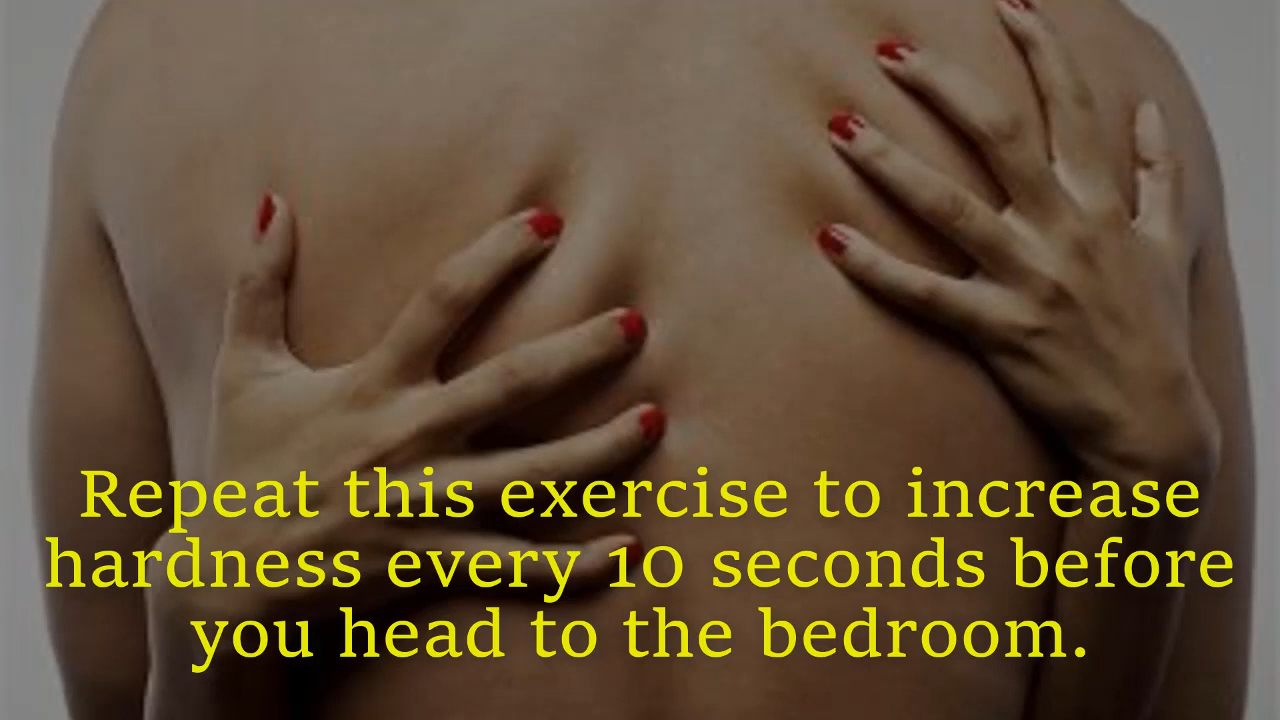 Repeat this exercise to increase
hardness every 10 seconds before
you head to the bedroom.